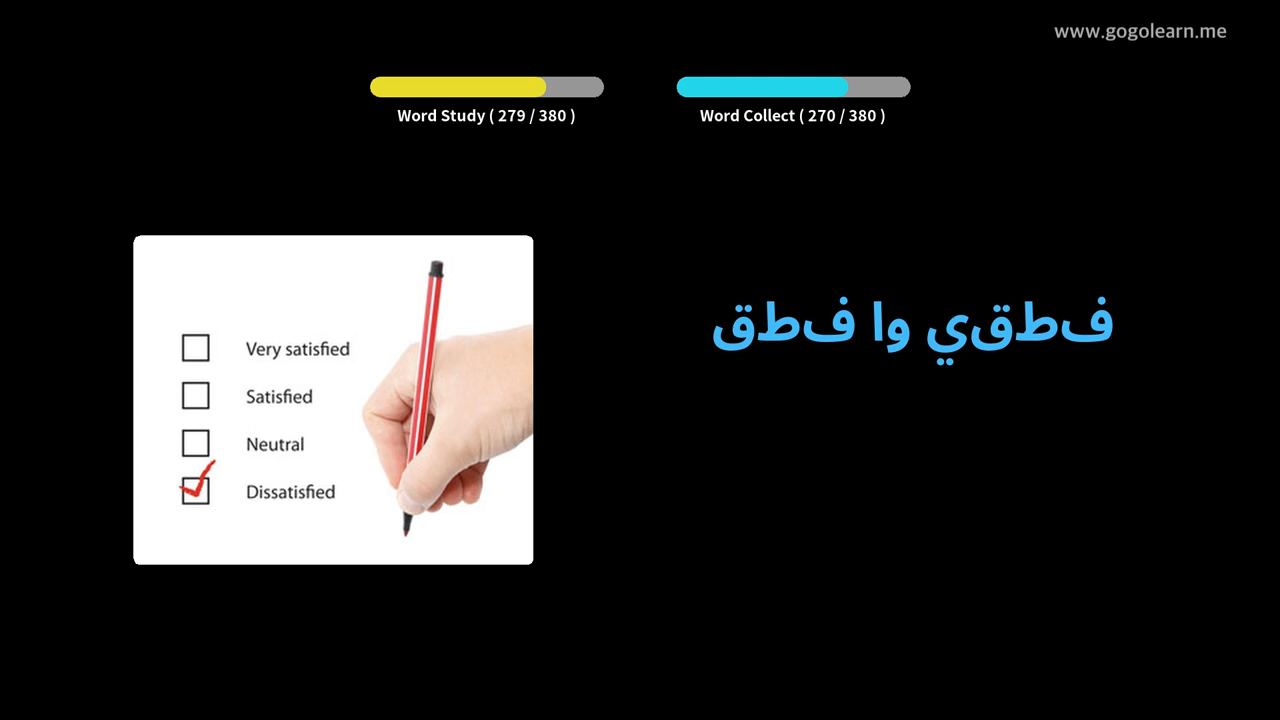 www.gogolearn.me
Word Study ( 279 / 380 )
Word Collect ( 270 / 380 )
Very satisfied
Satisfied
Neutral
Dissatisfied
فطقي وا فطق